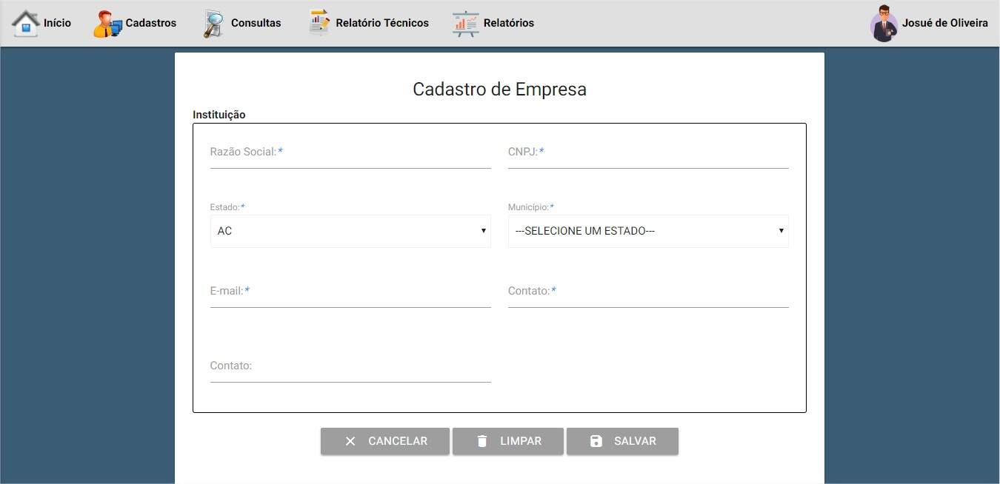 Início Cadastros Consultas Relatório Técnicos Relatórios Josué de Oliveira
Cadastro de Empresa
Instituição
Razão Social:* CNPJ:*
Estado:* Município:*
AC ---SELECIONE UM ESTADO---
E-mail:* Contato:*
Contato:
CANCELAR LIMPAR SALVAR